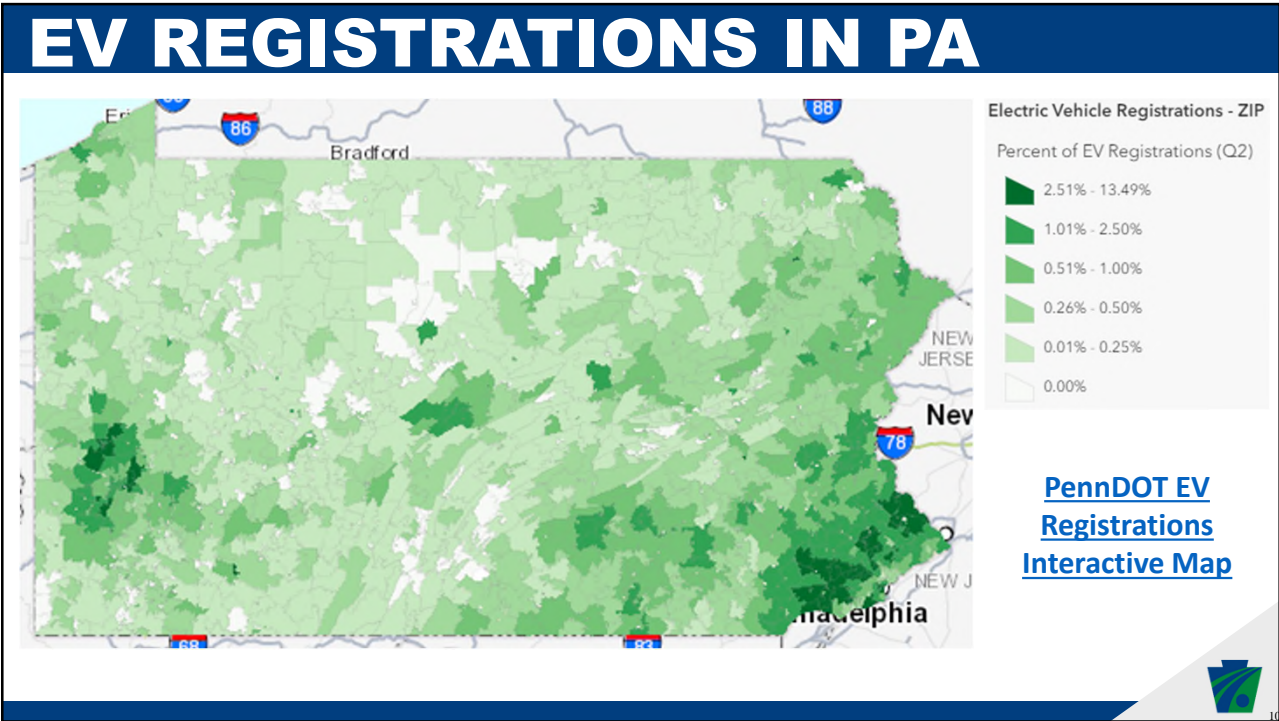 EV REGISTRATIONS IN PA
86
88
Bradford
NEW
JERSE
New
78
NEW J
adelphia
68
83
Electric Vehicle Registrations - ZIP
Percent of EV Registrations (Q2)
2.51% - 13.49%
1.01% - 2.50%
0.51% - 1.00%
0.26% - 0.50%
0.01% - 0.25%
0.00%
PennDOT EV
Registrations
Interactive Map
10